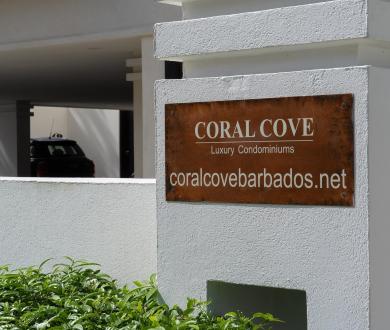 CORAL COVE
Luxury Condominiums
coralcovebarbados.net